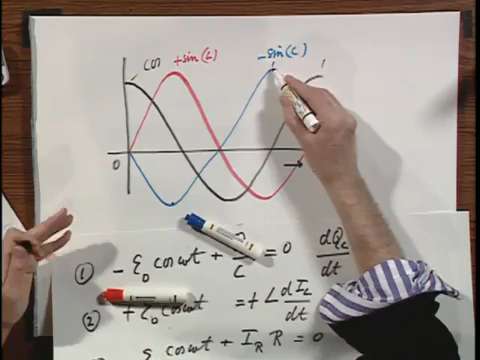 cos +sin(t) -sin(t)
0
① - ε₀ cos ωt + Q/C = 0 dQc/dt
② + ε₀ cos ωt = + L dI_L/dt
cos ωt + I_R R = 0